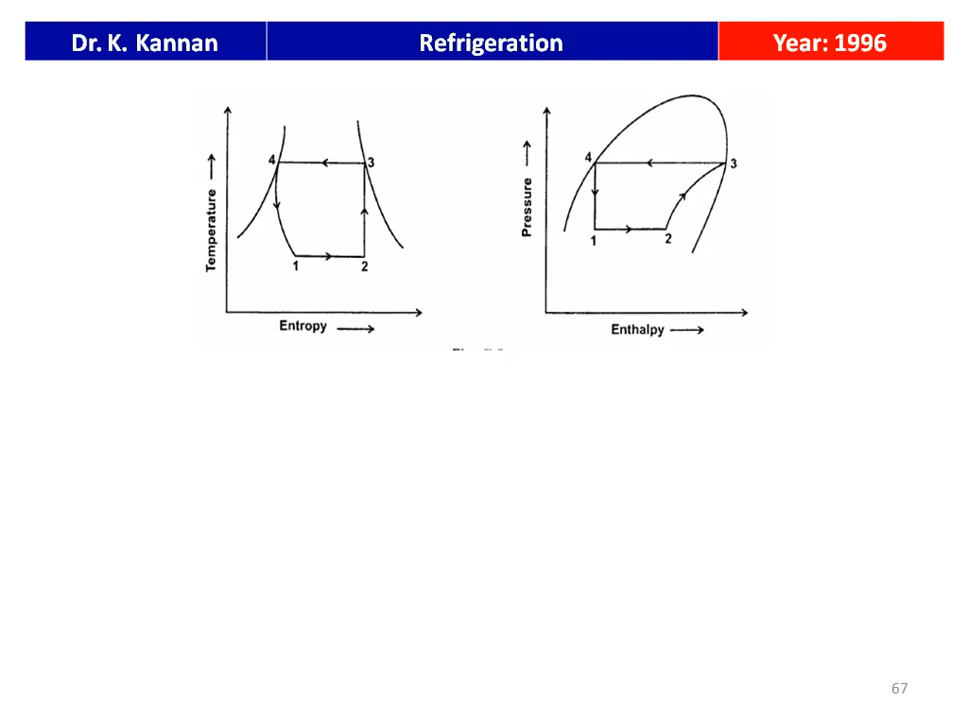 Dr. K. Kannan
Refrigeration
Year: 1996
Temperature
4
3
1
2
Entropy
Pressure
4
3
1
2
Enthalpy
67